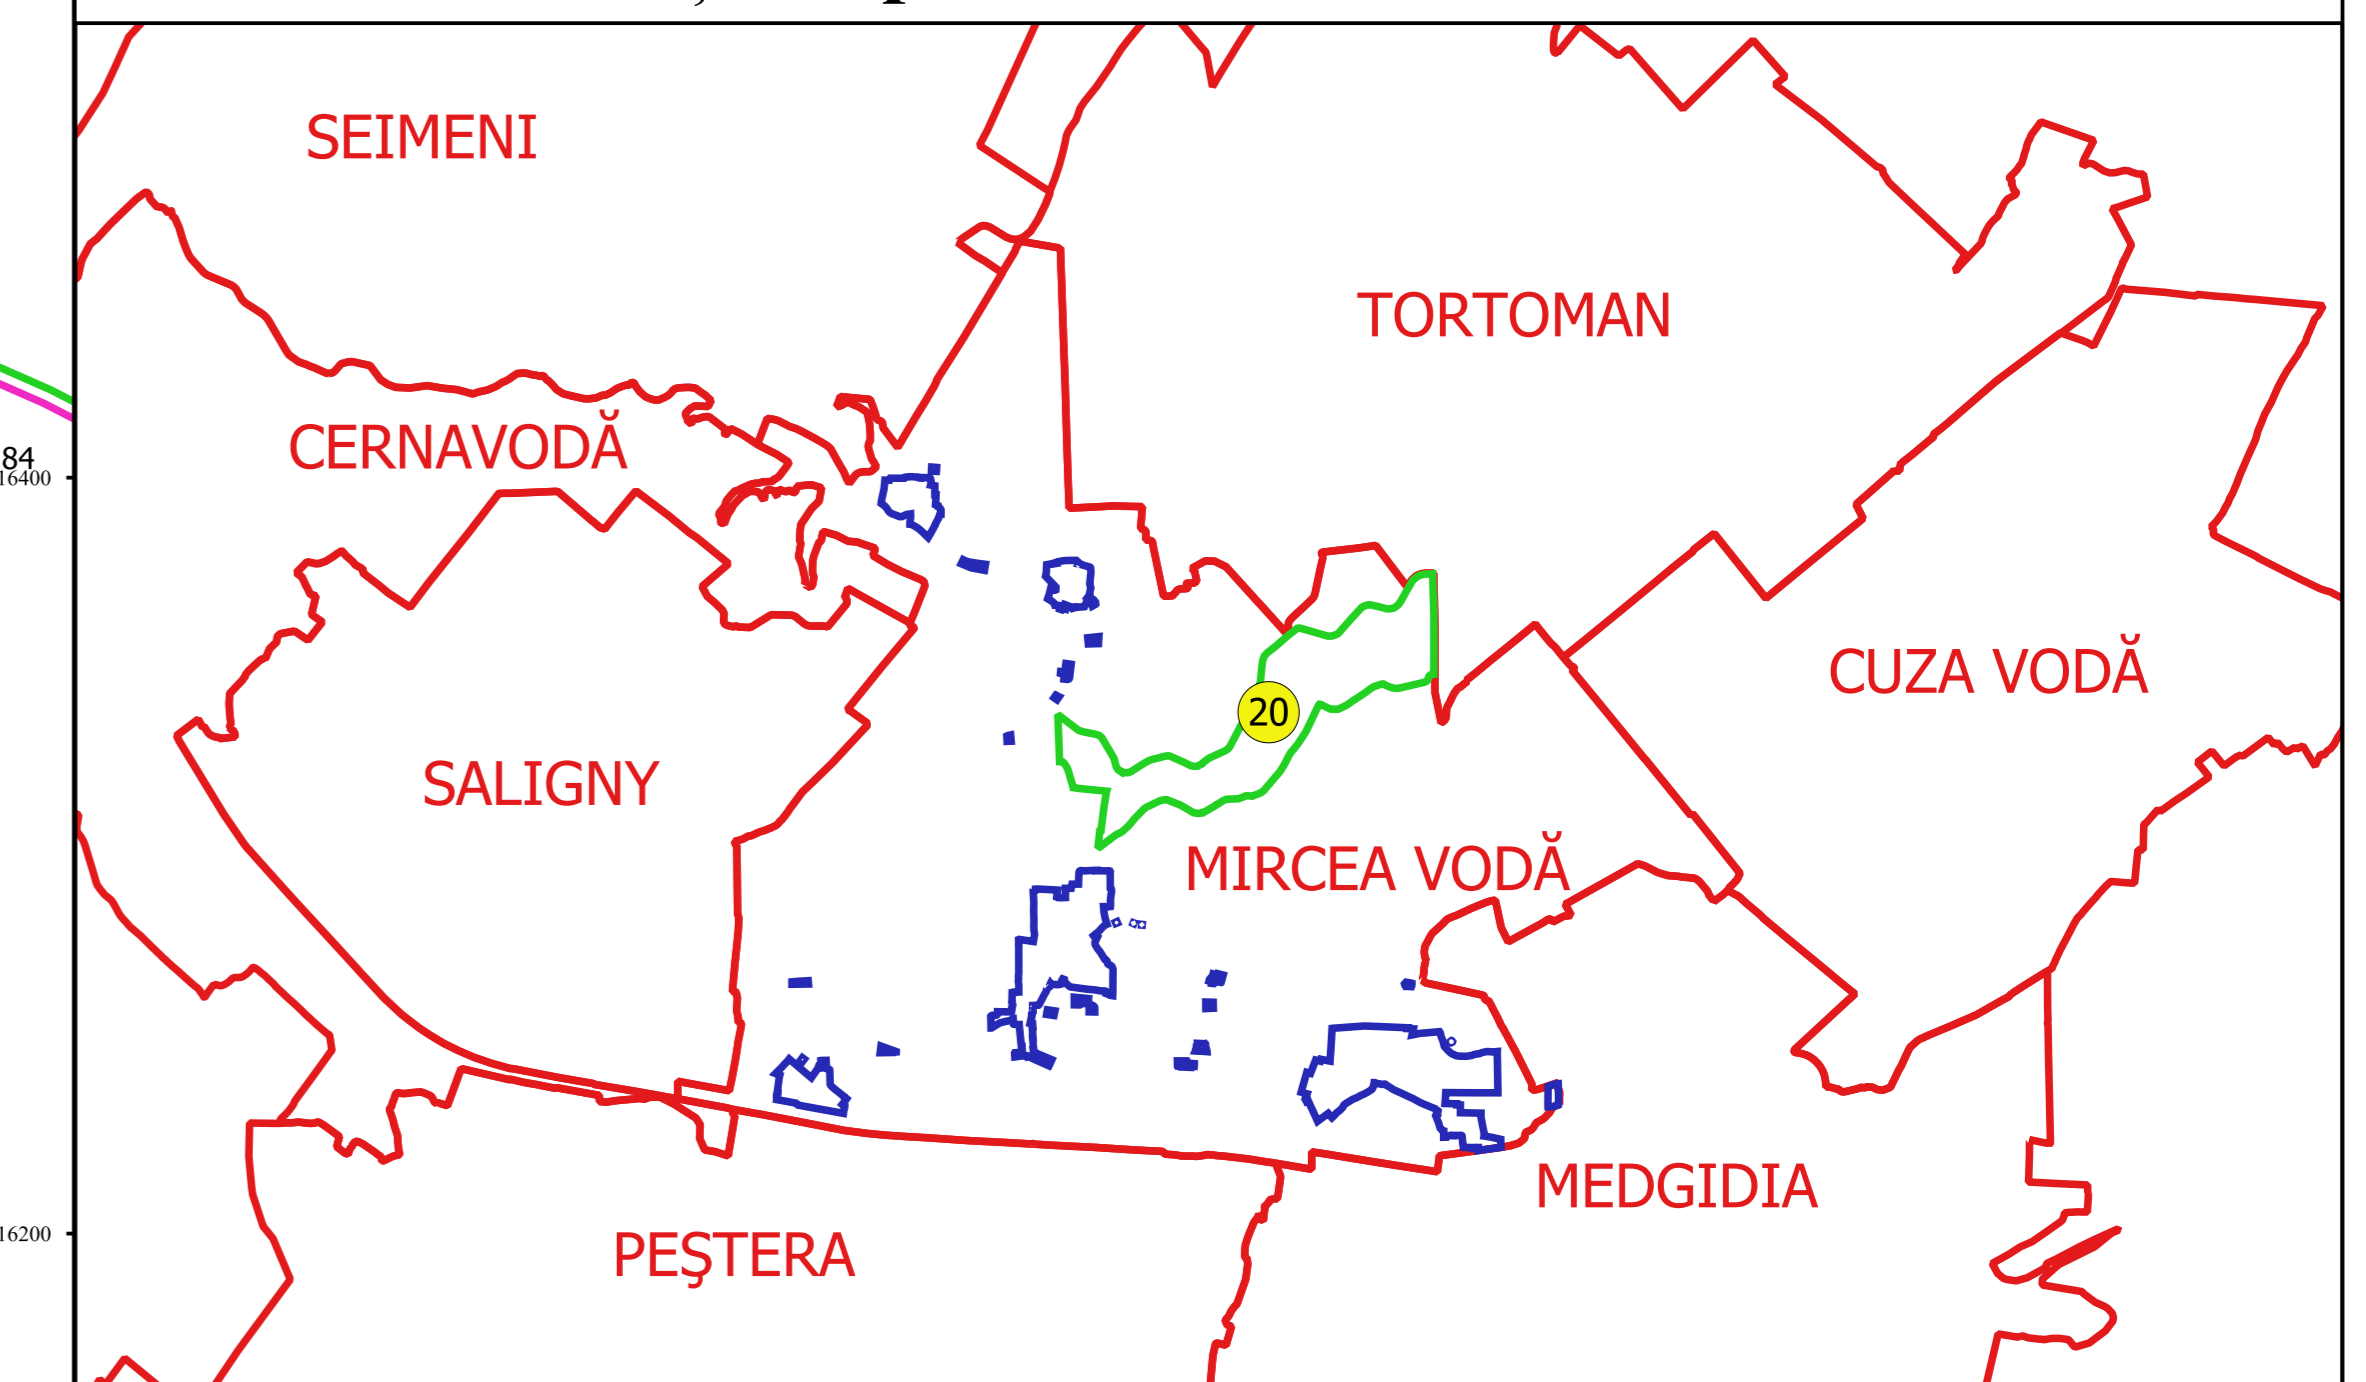 SEIMENI
TORTOMAN
CERNAVODĂ
84
16400
CUZA VODĂ
20
SALIGNY
MIRCEA VODĂ
MEDGIDIA
16200
PEŞTERA